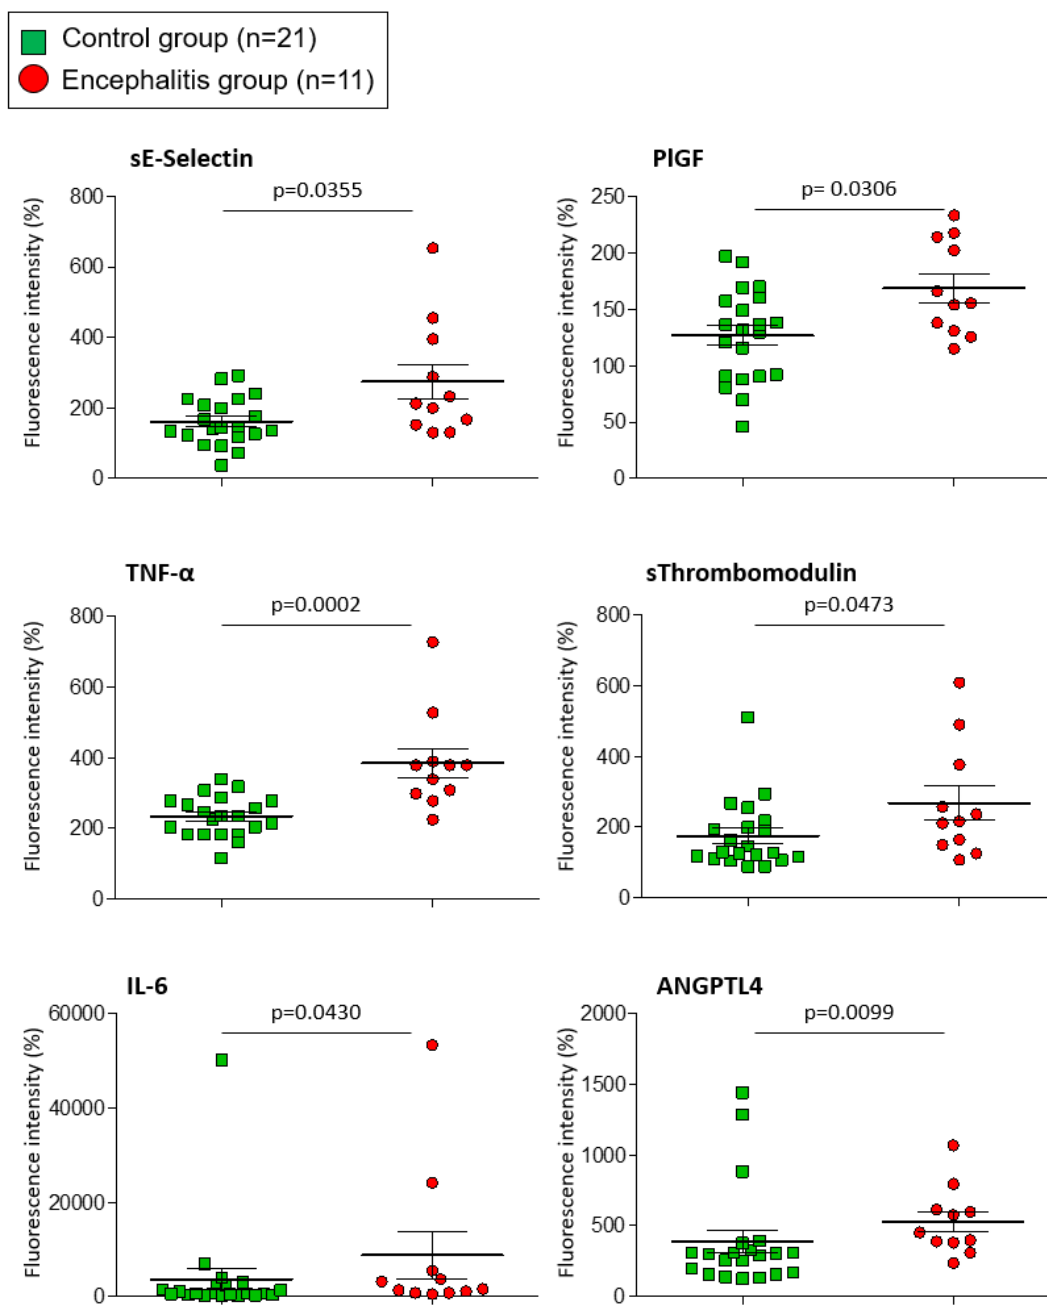 Control group (n=21)
Encephalitis group (n=11)
sE-Selectin
p=0.0355
Fluorescence intensity (%)
800
600
400
200
0
PlGF
p= 0.0306
Fluorescence intensity (%)
250
200
150
100
50
0
TNF-α
p=0.0002
Fluorescence intensity (%)
800
600
400
200
0
sThrombomodulin
p=0.0473
Fluorescence intensity (%)
800
600
400
200
0
IL-6
p=0.0430
Fluorescence intensity (%)
60000
40000
20000
0
ANGPTL4
p=0.0099
Fluorescence intensity (%)
2000
1500
1000
500
0